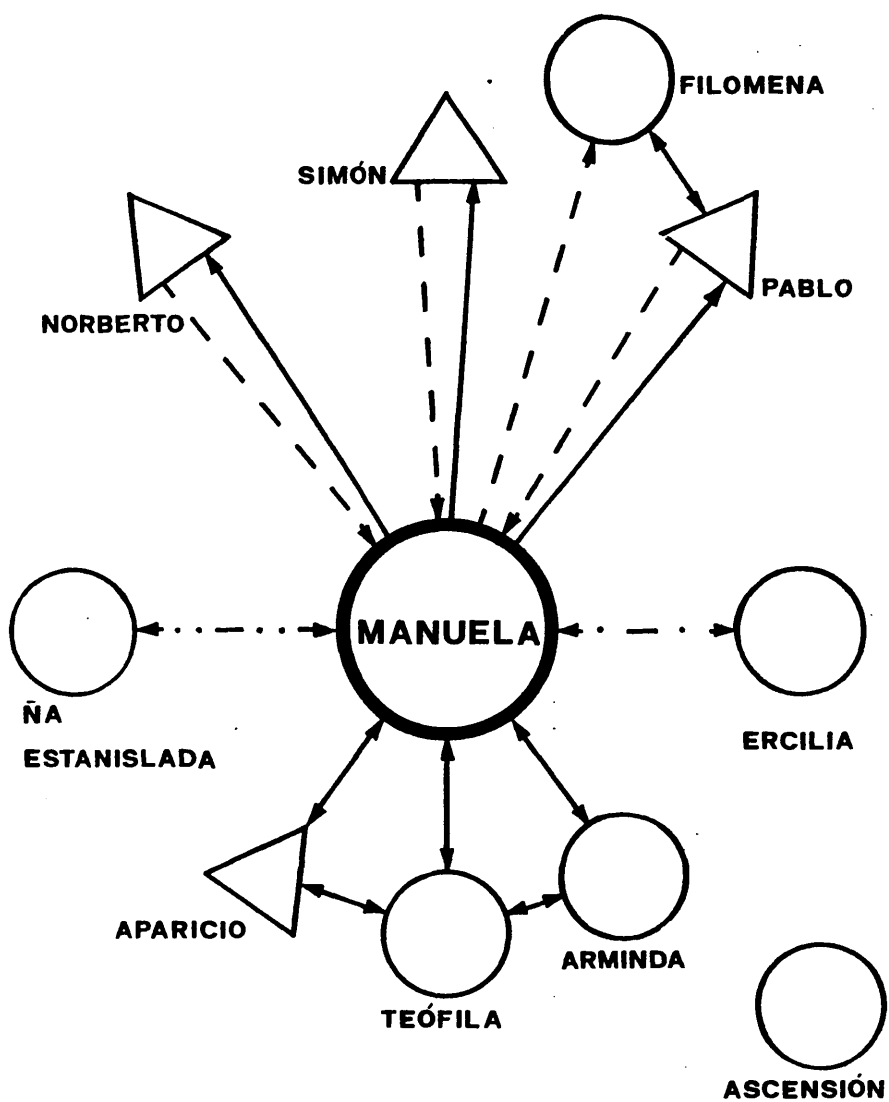 FILOMENA
SIMÓN
PABLO
NORBERTO
MANUELA
ÑA
ESTANISLADA
ERCILIA
APARICIO
ARMINDA
TEÓFILA
ASCENSIÓN